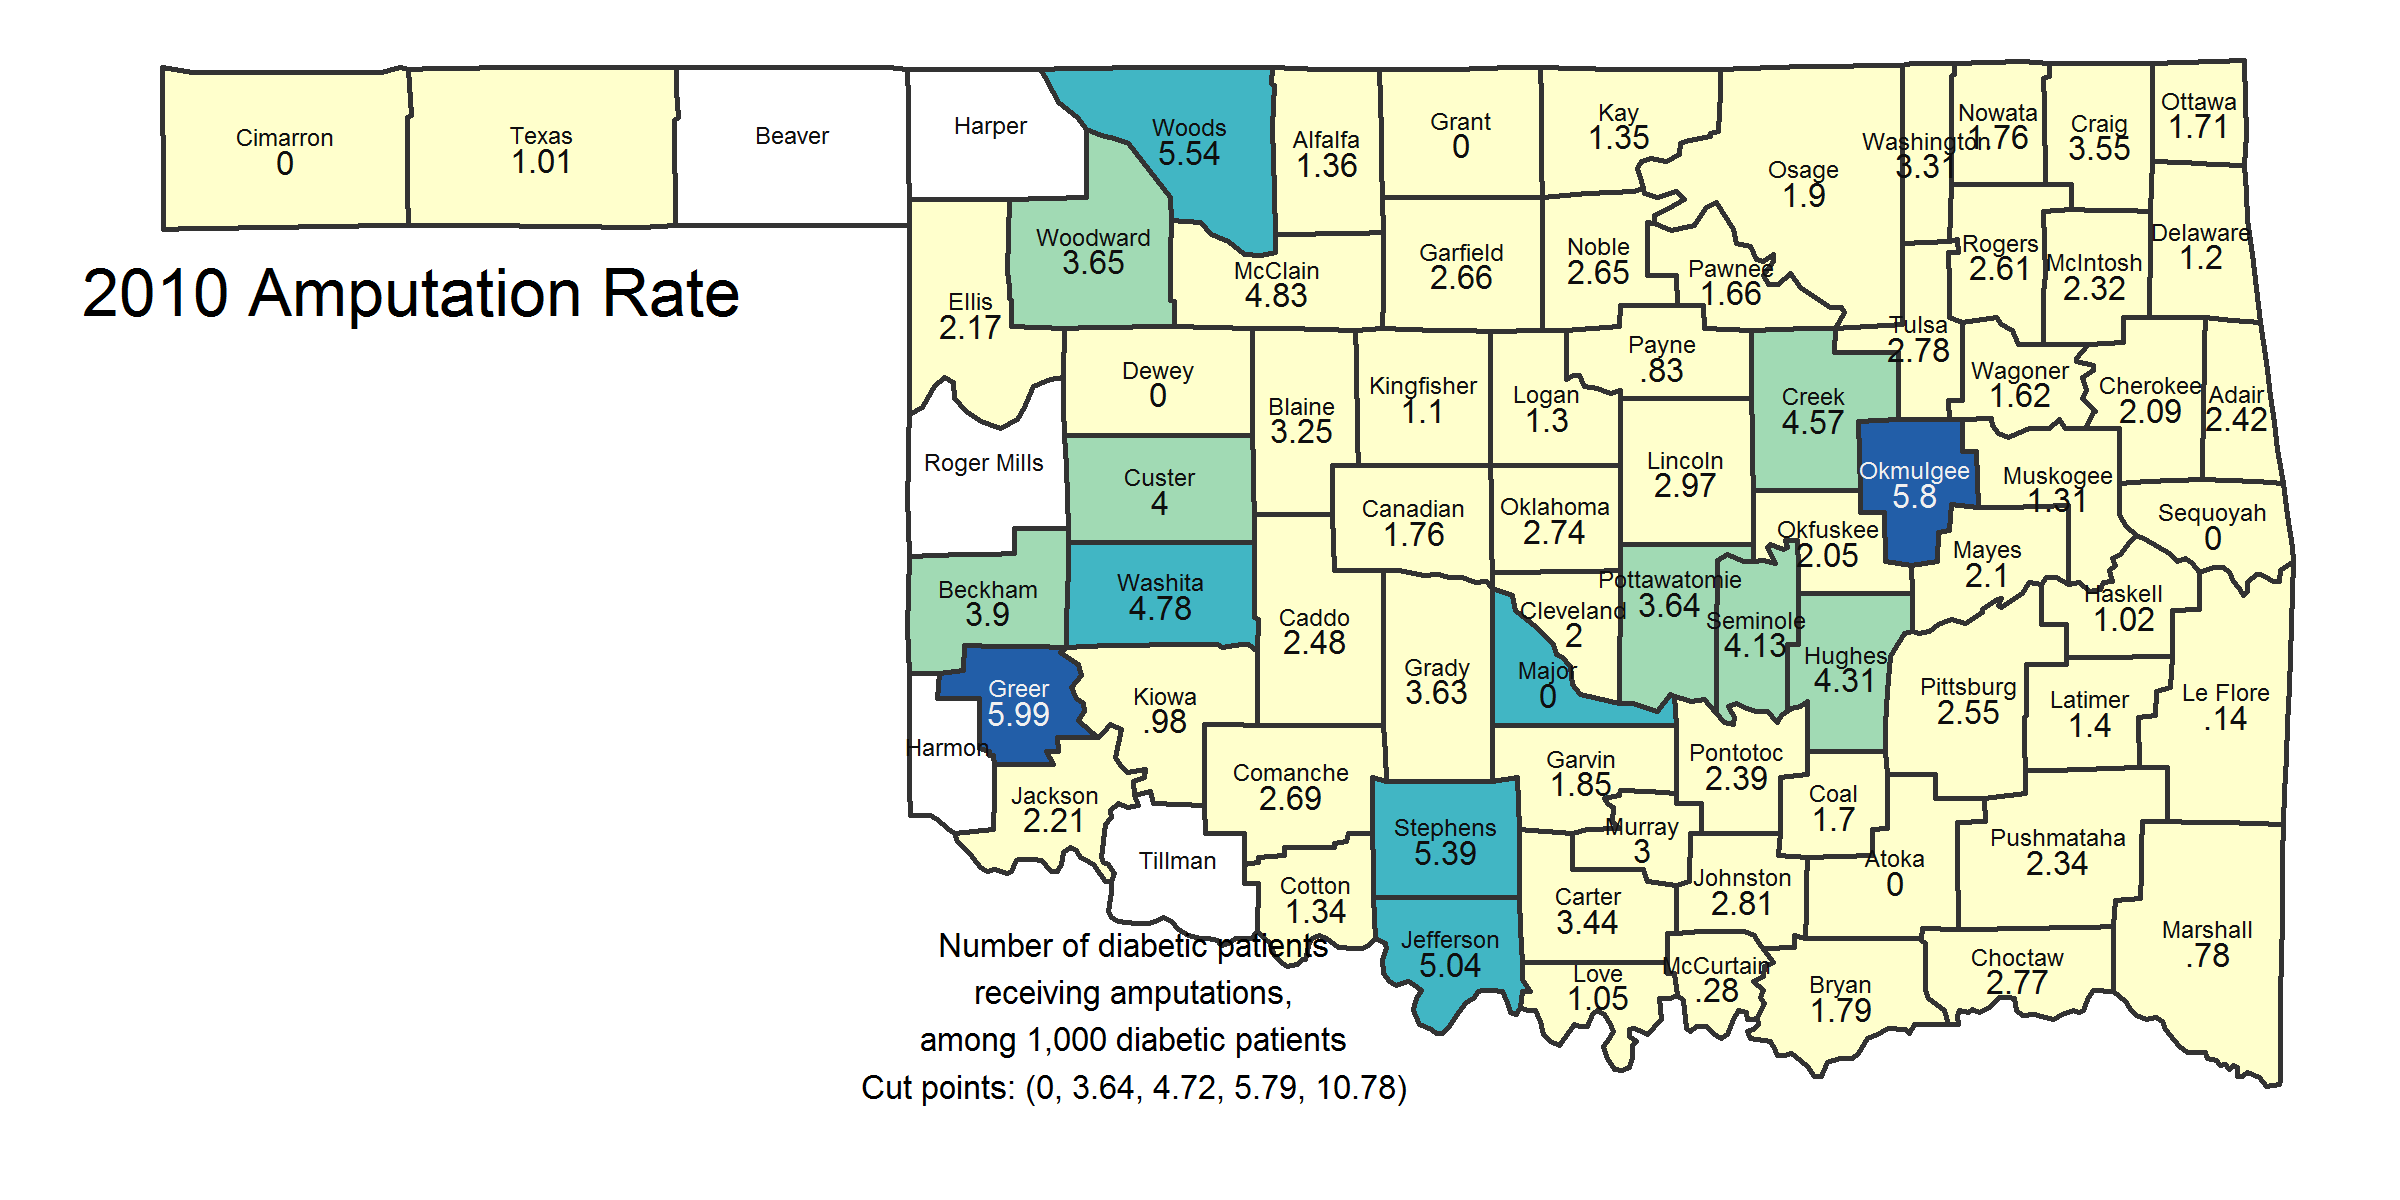 Cimarron
0
Texas
1.01
Beaver
Harper
Woods
5.54
Alfalfa
1.36
Grant
0
Kay
1.35
Osage
1.9
Washington
3.31
Nowata
1.76
Craig
3.55
Ottawa
1.71
2010 Amputation Rate
Ellis
2.17
Woodward
3.65
McClain
4.83
Garfield
2.66
Noble
2.65
Pawnee
1.66
Rogers
2.61
McIntosh
2.32
Delaware
1.2
Dewey
0
Blaine
3.25
Kingfisher
1.1
Logan
1.3
Payne
.83
Creek
4.57
Tulsa
2.78
Wagoner
1.62
Cherokee
2.09
Adair
2.42
Roger Mills
Custer
4
Canadian
1.76
Oklahoma
2.74
Lincoln
2.97
Okmulgee
5.8
Muskogee
1.31
Sequoyah
0
Beckham
3.9
Washita
4.78
Caddo
2.48
Grady
3.63
Cleveland
2
Major
0
Pottawatomie
3.64
Seminole
4.13
Okfuskee
2.05
Hughes
4.31
Mayes
2.1
Haskell
1.02
Greer
5.99
Harmon
Kiowa
.98
Pittsburg
2.55
Latimer
1.4
Le Flore
.14
Jackson
2.21
Tillman
Comanche
2.69
Stephens
5.39
Garvin
1.85
Murray
3
Pontotoc
2.39
Coal
1.7
Atoka
0
Pushmataha
2.34
Cotton
1.34
Jefferson
5.04
Carter
3.44
Johnston
2.81
Love
1.05
McCurtain
.28
Bryan
1.79
Choctaw
2.77
Marshall
.78
Number of diabetic patients
receiving amputations,
among 1,000 diabetic patients
Cut points: (0, 3.64, 4.72, 5.79, 10.78)